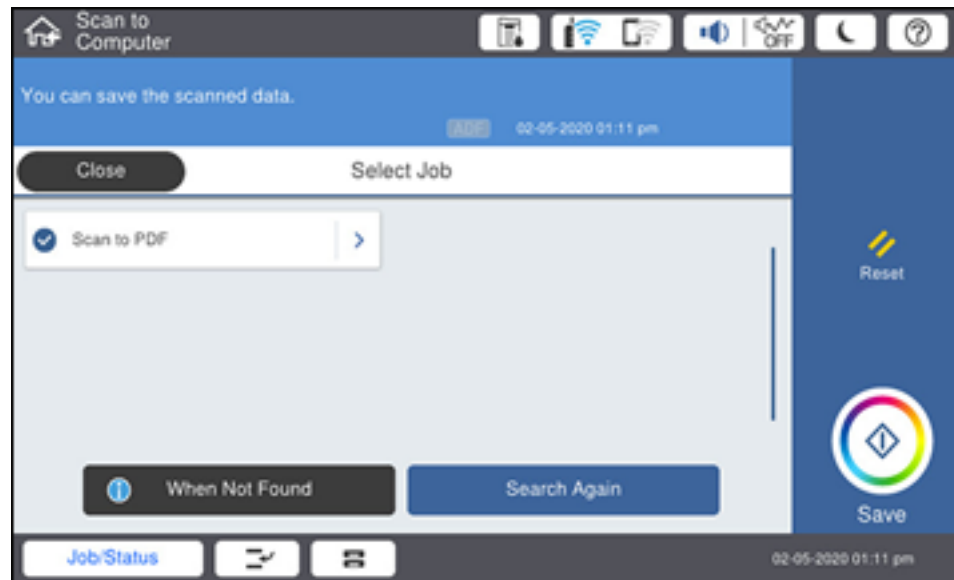 Scan to
Computer
OFF
You can save the scanned data.
ADF 02-05-2020 01:11 pm
Close Select Job
Scan to PDF
Reset
When Not Found Search Again
Save
Job/Status 02-05-2020 01:11 pm